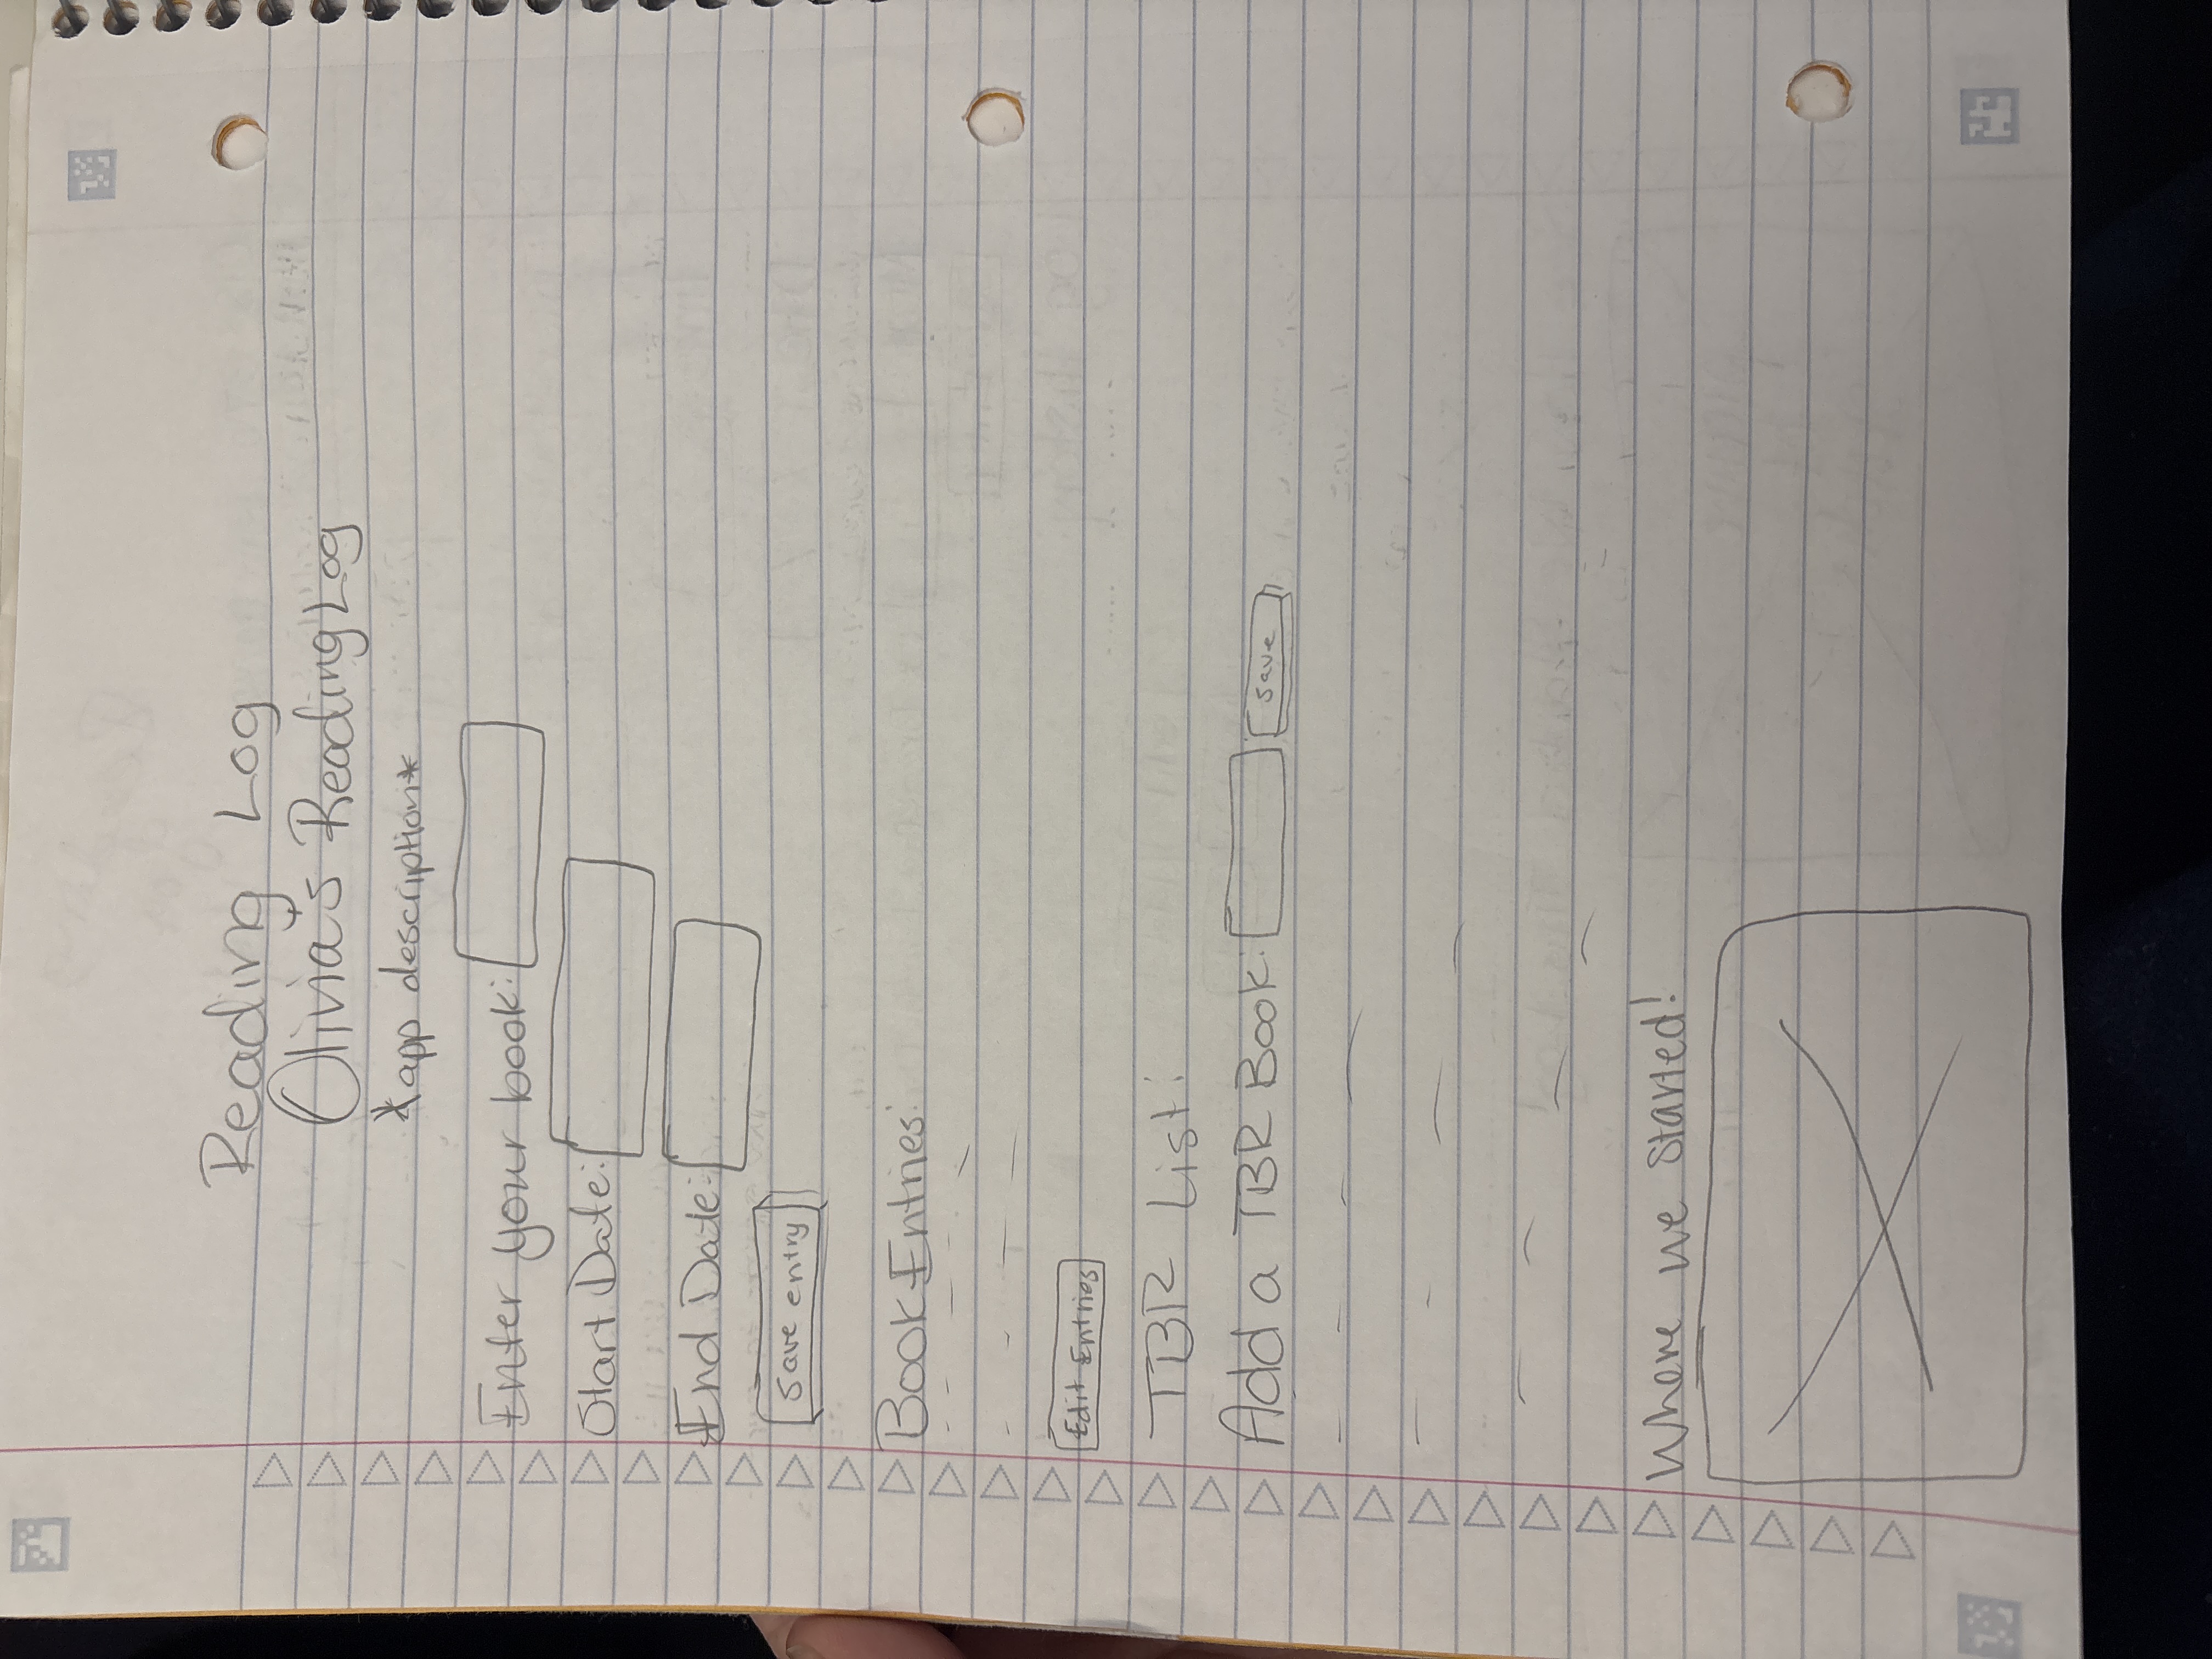 Reading Log
Olivia's Reading Log
*app description*
Enter your book:
Start Date:
End Date:
Save entry
Book Entries:
Edit Entries
TBR List:
Add a TBR Book: Save
Where we started!